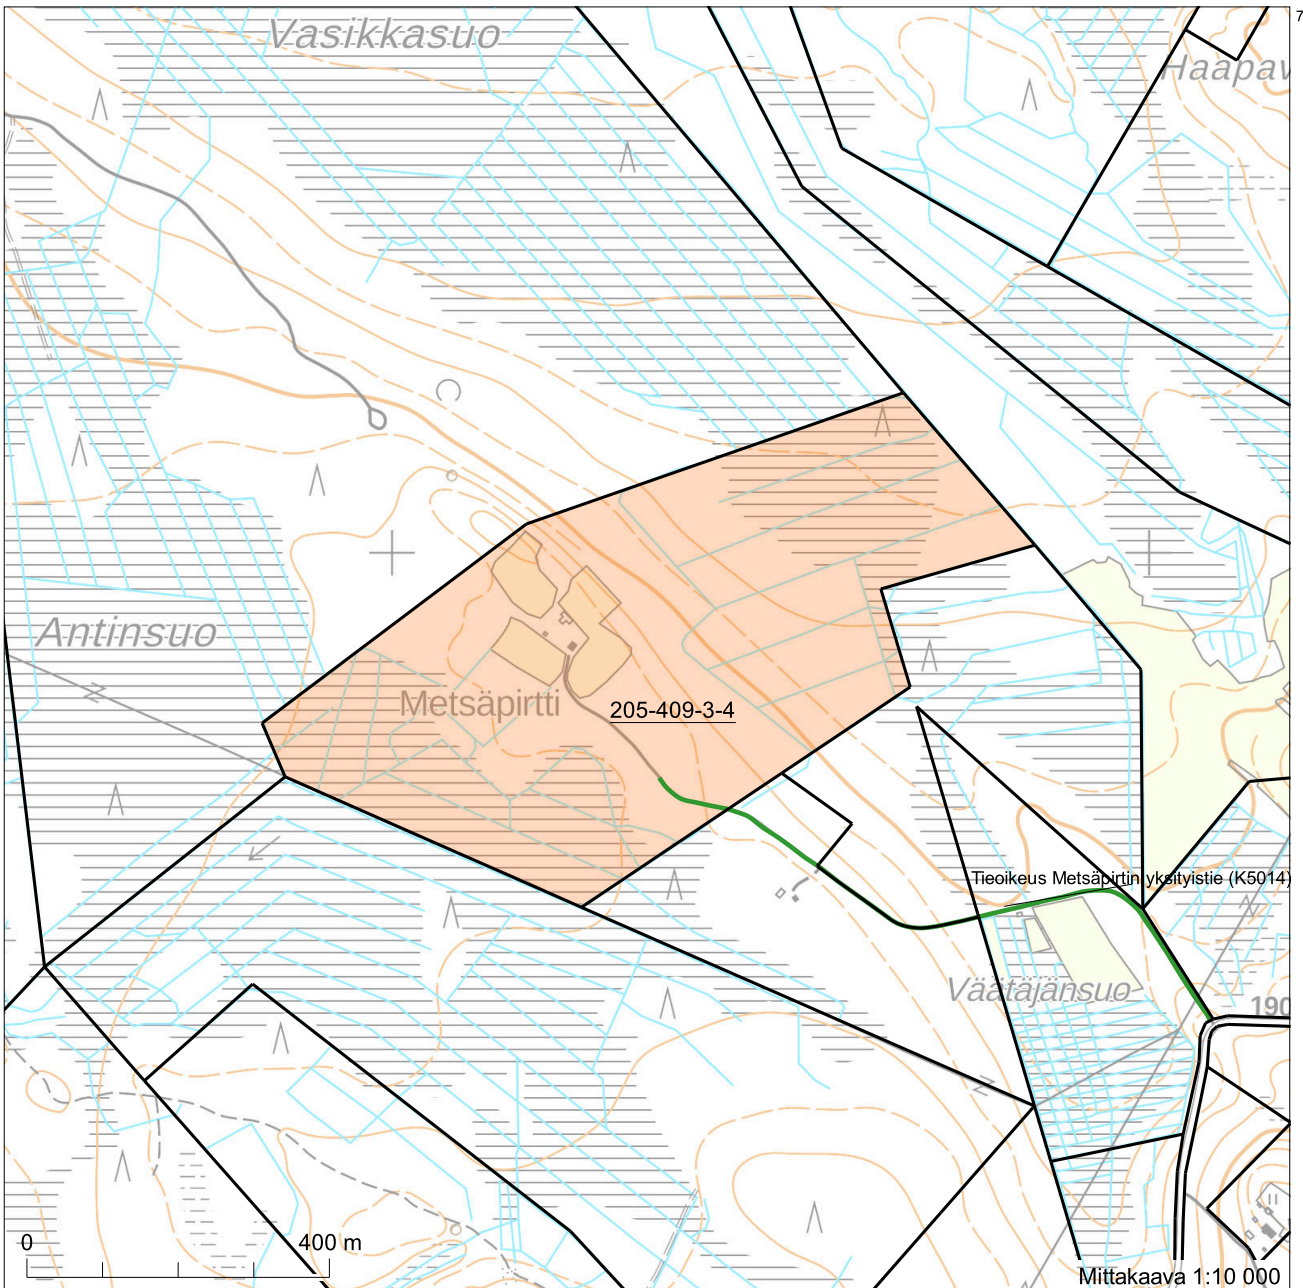 Vasikkasuo
7
Haapav
Antinsuo
Metsäpirtti
205-409-3-4
Tieoikeus Metsäpirtin yksityistie (K5014)
Väätäjänsuo
190
0
400 m
Mittakaava 1:10 000